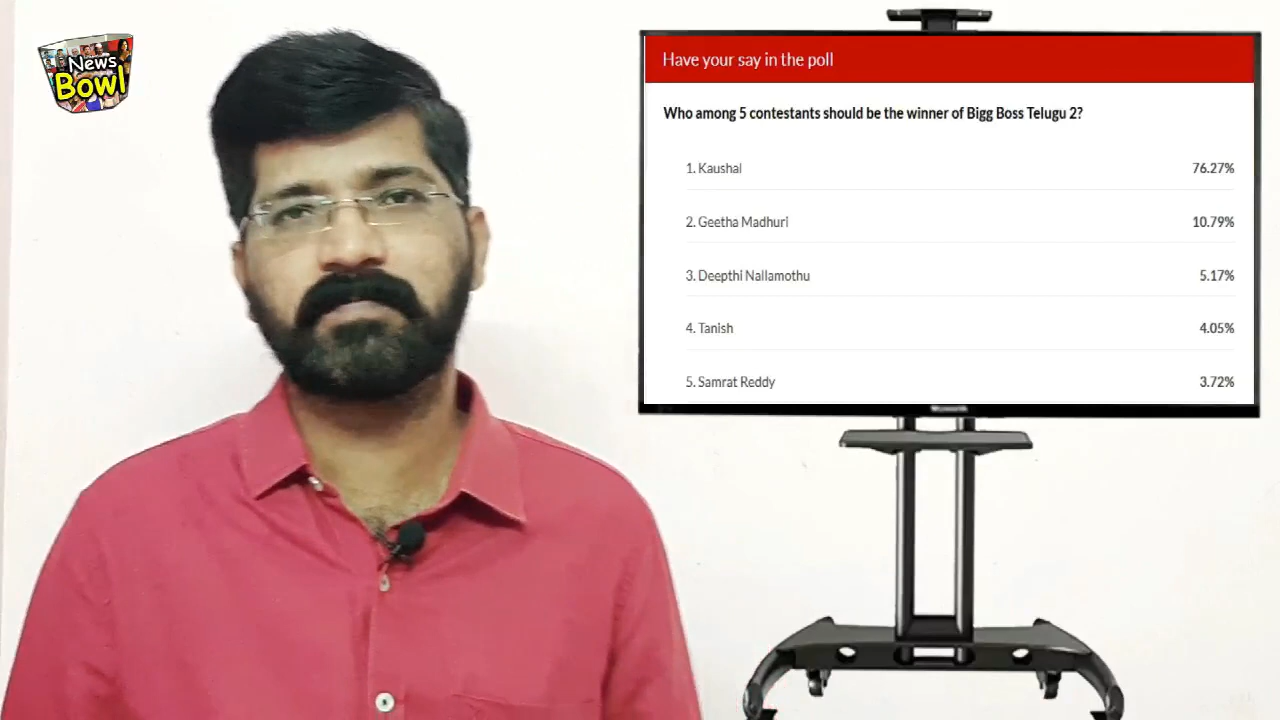 News
Bowl
Have your say in the poll
Who among 5 contestants should be the winner of Bigg Boss Telugu 2?
1. Kaushal 76.27%
2. Geetha Madhuri 10.79%
3. Deepthi Nallamothu 5.17%
4. Tanish 4.05%
5. Samrat Reddy 3.72%